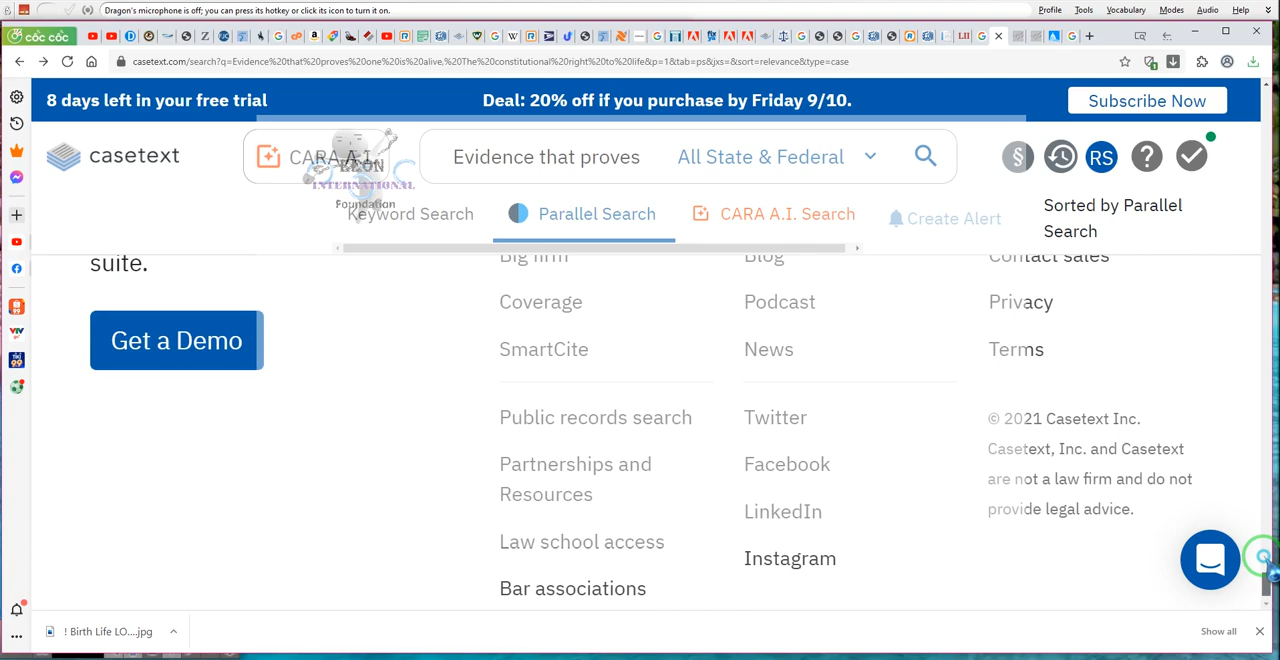 Dragon's microphone is off; you can press its hotkey or click its icon to turn it on.
Profile Tools Vocabulary Modes Audio Help
cốc cốc
casetext.com/search?q=Evidence%20that%20proves%20one%20is%20alive,%20The%20constitutional%20right%20to%20life&p=1&tab=ps&jxs=&sort=relevance&type=case
8 days left in your free trial
Deal: 20% off if you purchase by Friday 9/10.
Subscribe Now
casetext
CARA A.I.
Evidence that proves
All State & Federal
RS
LEON
INTERNATIONAL
Foundation
Keyword Search
Parallel Search
CARA A.I. Search
Create Alert
Sorted by Parallel
Search
suite.
Get a Demo
Big firm
Coverage
SmartCite
Public records search
Partnerships and
Resources
Law school access
Bar associations
Blog
Podcast
News
Twitter
Facebook
LinkedIn
Instagram
Contact sales
Privacy
Terms
© 2021 Casetext Inc.
Casetext, Inc. and Casetext
are not a law firm and do not
provide legal advice.
! Birth Life LO....jpg
Show all